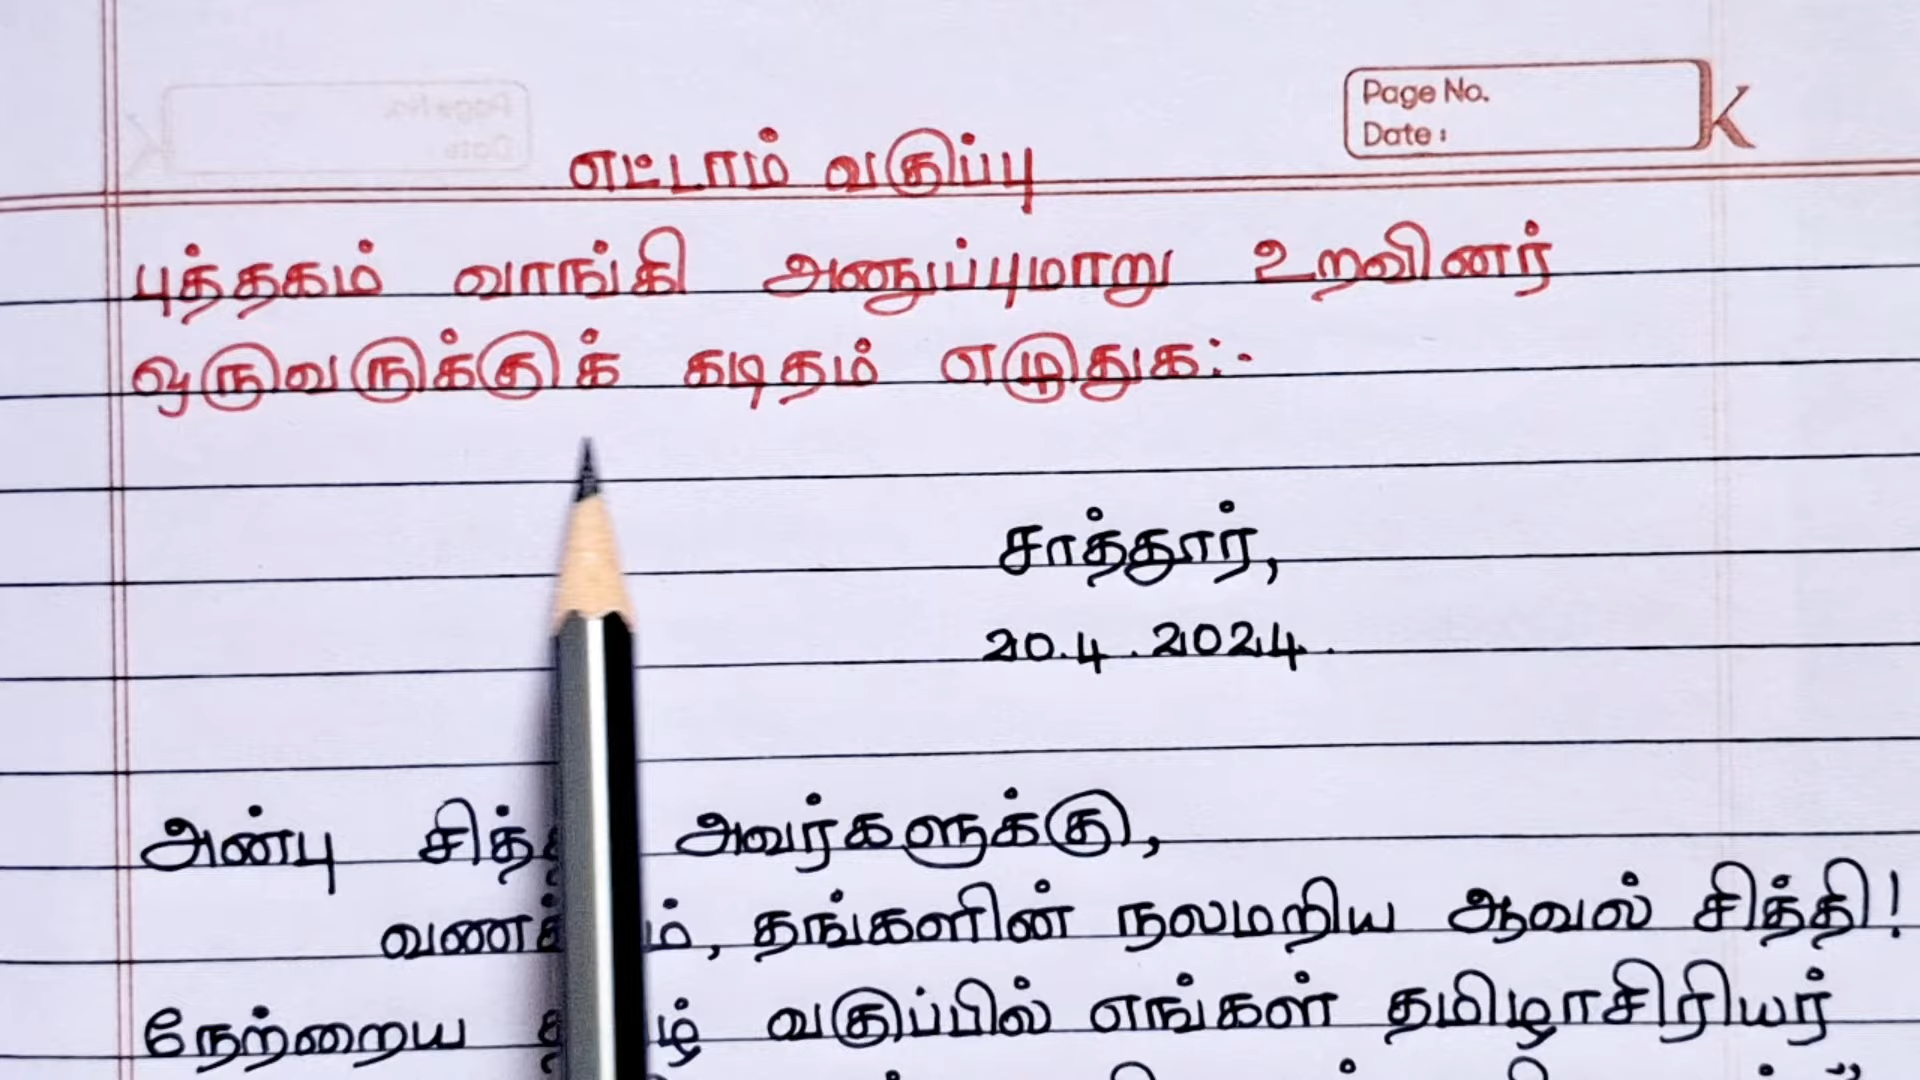 Page No.
Date :
எட்டாம் வகுப்பு
புத்தகம் வாங்கி அனுப்புமாறு உறவினர்
ஒருவருக்குக் கடிதம் எழுதுக:-
சாத்தூர்,
20.4.2024.
அன்பு அவர்களுக்கு,
தங்களின் நலமறிய ஆவல் சித்தி!
நேற்றைய வகுப்பில் எங்கள் தமிழாசிரியர்